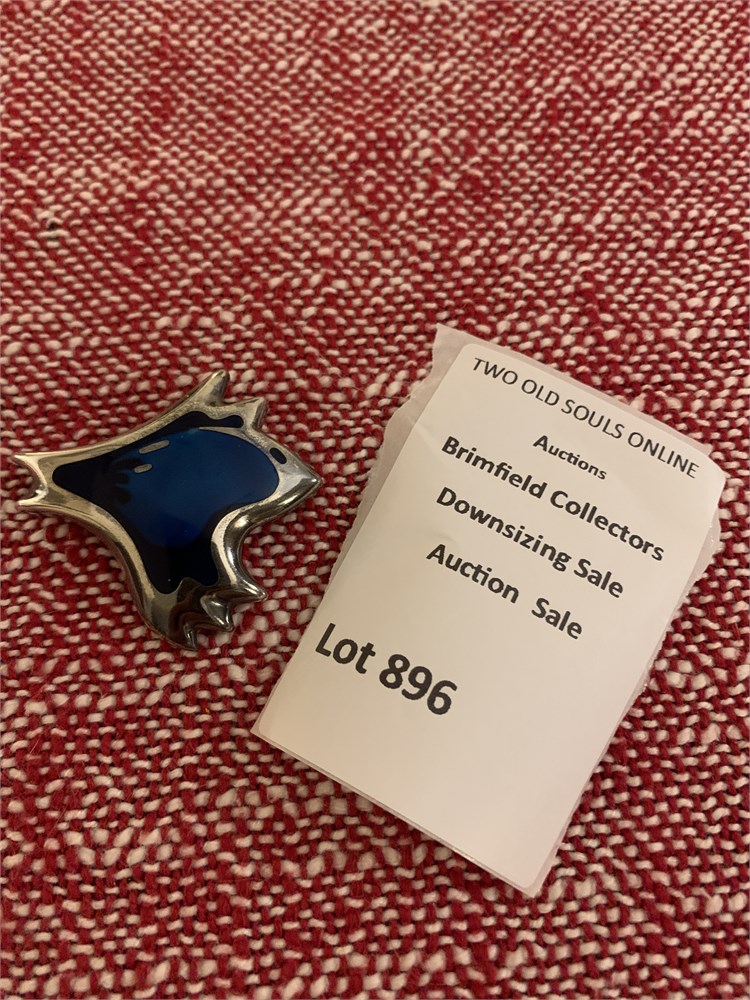 TWO OLD SOULS ONLINE
Auctions
Brimfield Collectors
Downsizing Sale
Auction Sale
Lot 896